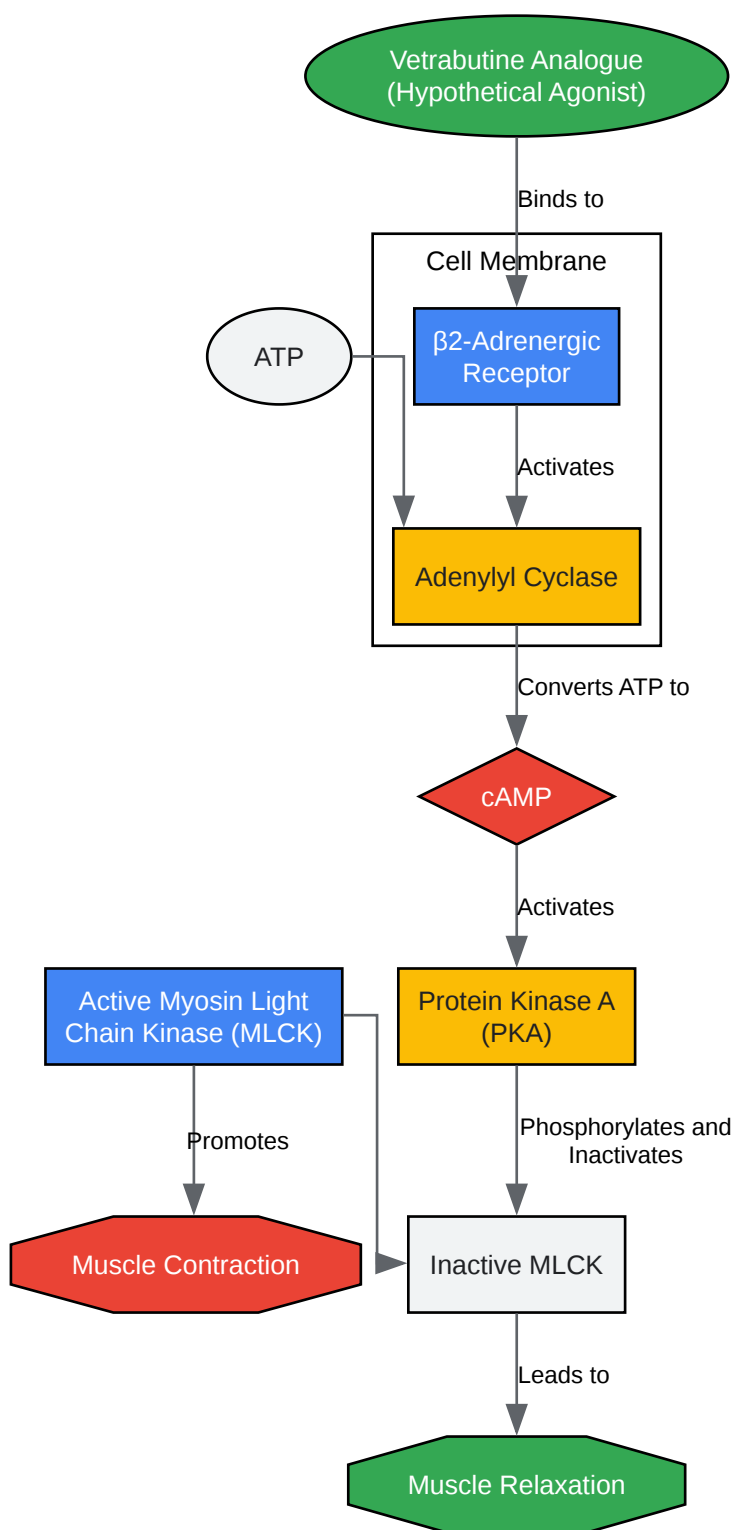 Vetrabutine Analogue
(Hypothetical Agonist)
Binds to
Cell Membrane
ATP
β2-Adrenergic
Receptor
Activates
Adenylyl Cyclase
Converts ATP to
cAMP
Activates
Active Myosin Light
Chain Kinase (MLCK)
Protein Kinase A
(PKA)
Promotes
Phosphorylates and
Inactivates
Muscle Contraction
Inactive MLCK
Leads to
Muscle Relaxation